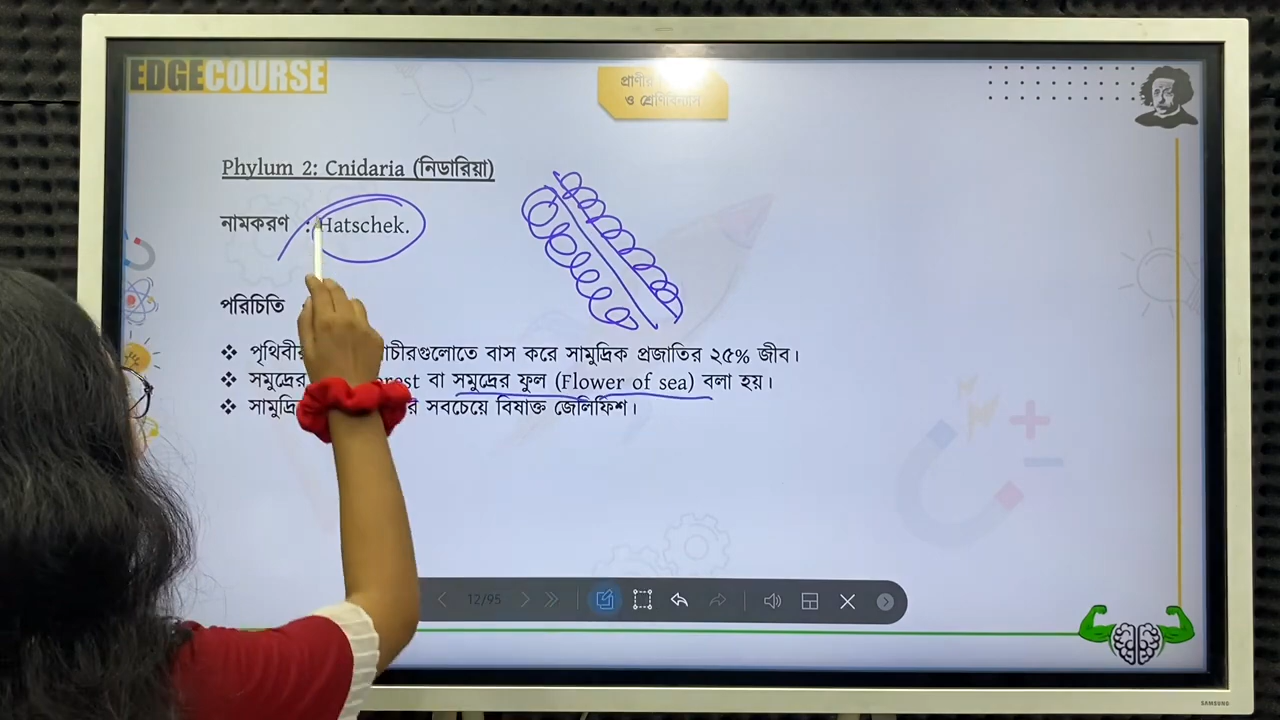 EDGECOURSE
ও
Phylum 2: Cnidaria (নিডারিয়া)
নামকরণ : Hatschek.
পরিচিতি
❖ পৃথিবীর চীরগুলোতে বাস করে সামুদ্রিক প্রজাতির ২৫% জীব।
❖ সমুদ্রের rest বা সমুদ্রের ফুল (Flower of sea) বলা হয়।
❖ র সবচেয়ে বিষাক্ত জেলিফিশ।
12/95
SAMSUNG